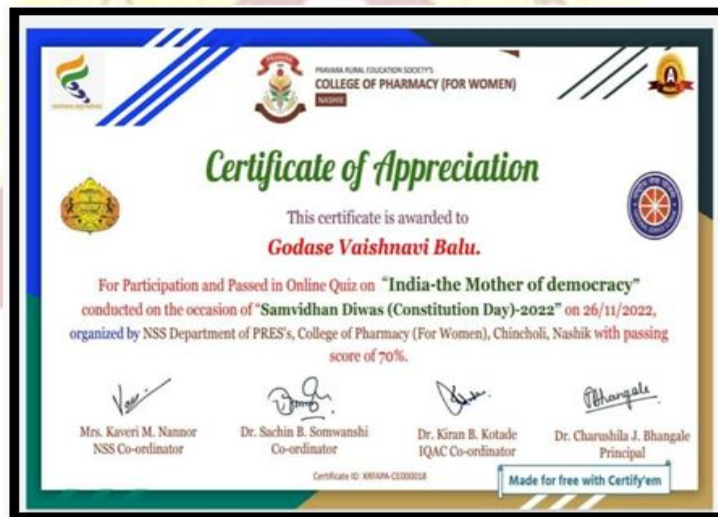 PRAVARA RURAL EDUCATION SOCIETY'S
COLLEGE OF PHARMACY (FOR WOMEN)
NASHIK
Certificate of Appreciation
This certificate is awarded to
Godase Vaishnavi Balu.
For Participation and Passed in Online Quiz on "India-the Mother of democracy"
conducted on the occasion of "Samvidhan Diwas (Constitution Day)-2022" on 26/11/2022,
organized by NSS Department of PRES's, College of Pharmacy (For Women), Chincholi, Nashik with passing
score of 70%.
Mrs. Kaveri M. Nannor
NSS Co-ordinator
Dr. Sachin B. Somwanshi
Co-ordinator
Dr. Kiran B. Kotade
IQAC Co-ordinator
Dr. Charushila J. Bhangale
Principal
Certificate ID: XRFAPA-CE000018
Made for free with Certify'em